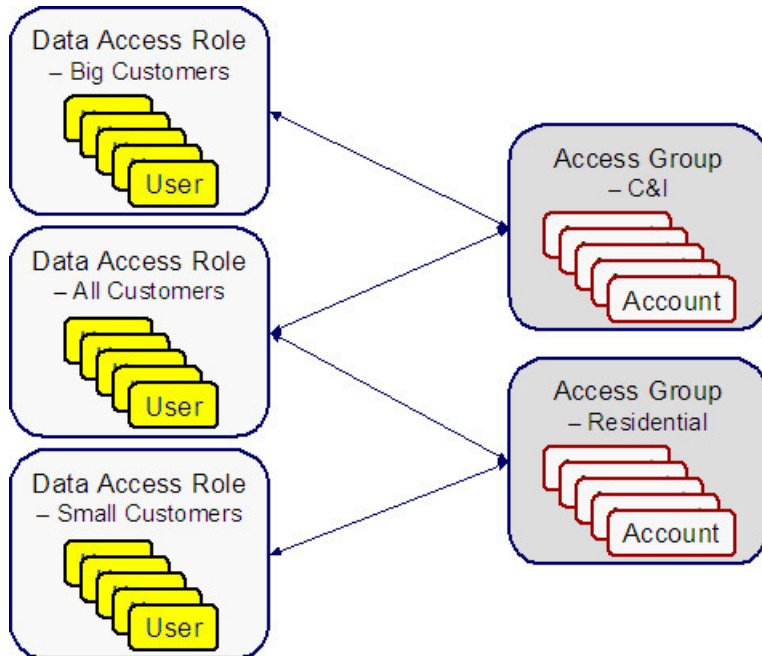 Data Access Role
– Big Customers
User
Data Access Role
– All Customers
User
Data Access Role
– Small Customers
User
Access Group
– C&I
Account
Access Group
– Residential
Account